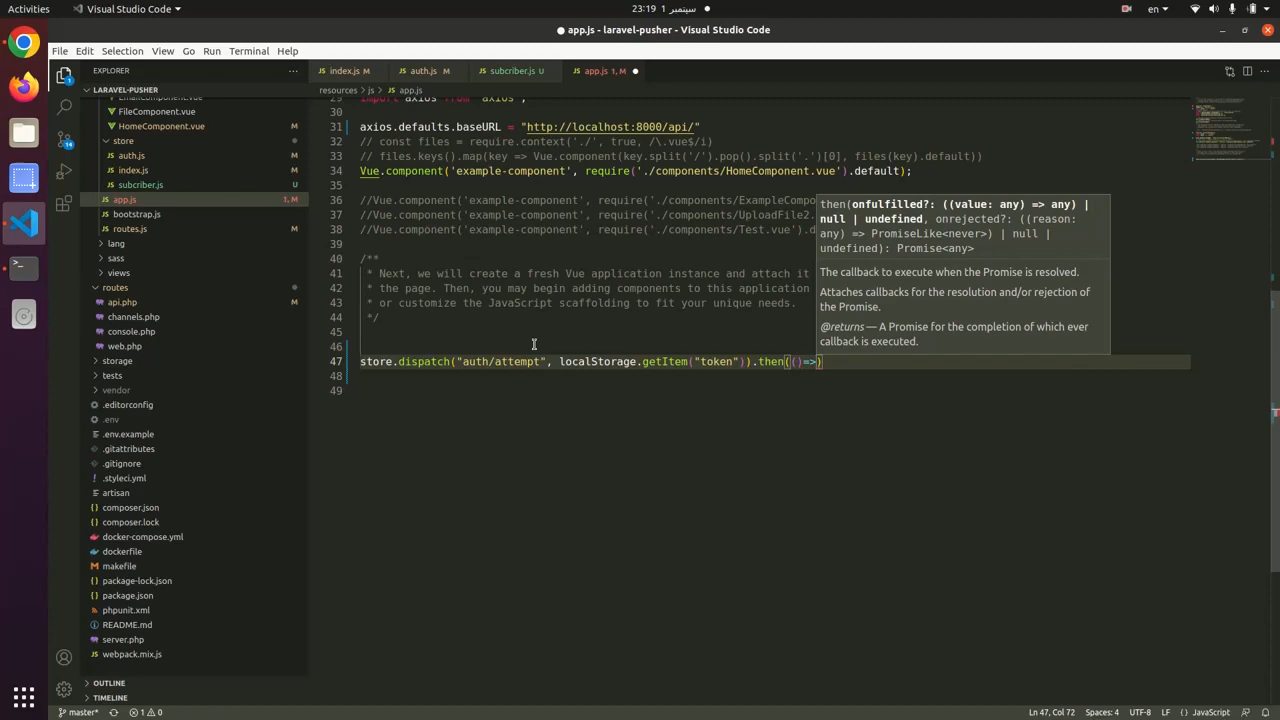 Activities
Visual Studio Code
سپتمبر 1 23:19
en
app.js - laravel-pusher - Visual Studio Code
File Edit Selection View Go Run Terminal Help
EXPLORER
index.js M
auth.js M
subcriber.js U
app.js 1, M
LARAVEL-PUSHER
resources > js > app.js
EmailComponent.vue
FileComponent.vue
HomeComponent.vue M
store
auth.js M
index.js M
subcriber.js U
app.js 1, M
bootstrap.js
routes.js M
lang
sass
views
routes
api.php
channels.php
console.php
web.php
storage
tests
vendor
.editorconfig
.env
.env.example
.gitattributes
.gitignore
.styleci.yml
artisan
composer.json
composer.lock
docker-compose.yml
dockerfile
makefile
package-lock.json
package.json
phpunit.xml
README.md
server.php
webpack.mix.js
OUTLINE
TIMELINE
1
14
29 import axios from 'axios';
30
31 axios.defaults.baseURL = "http://localhost:8000/api/"
32 // const files = require.context('./', true, /\.vue$/i)
33 // files.keys().map(key => Vue.component(key.split('/').pop().split('.')[0], files(key).default))
34 Vue.component('example-component', require('./components/HomeComponent.vue').default);
35
36 //Vue.component('example-component', require('./components/ExampleCompo
37 //Vue.component('example-component', require('./components/UploadFile2.
38 //Vue.component('example-component', require('./components/Test.vue').d
39
40 /**
41 * Next, we will create a fresh Vue application instance and attach it
42 * the page. Then, you may begin adding components to this application
43 * or customize the JavaScript scaffolding to fit your unique needs.
44 */
45
46
47 store.dispatch("auth/attempt", localStorage.getItem("token")).then(()=>)
48
49
then(onfulfilled?: ((value: any) => any) |
null | undefined, onrejected?: ((reason:
any) => PromiseLike<never>) | null |
undefined): Promise<any>
The callback to execute when the Promise is resolved.
Attaches callbacks for the resolution and/or rejection of
the Promise.
@returns — A Promise for the completion of which ever
callback is executed.
master*
1 0
Ln 47, Col 72 Spaces: 4 UTF-8 LF {} JavaScript